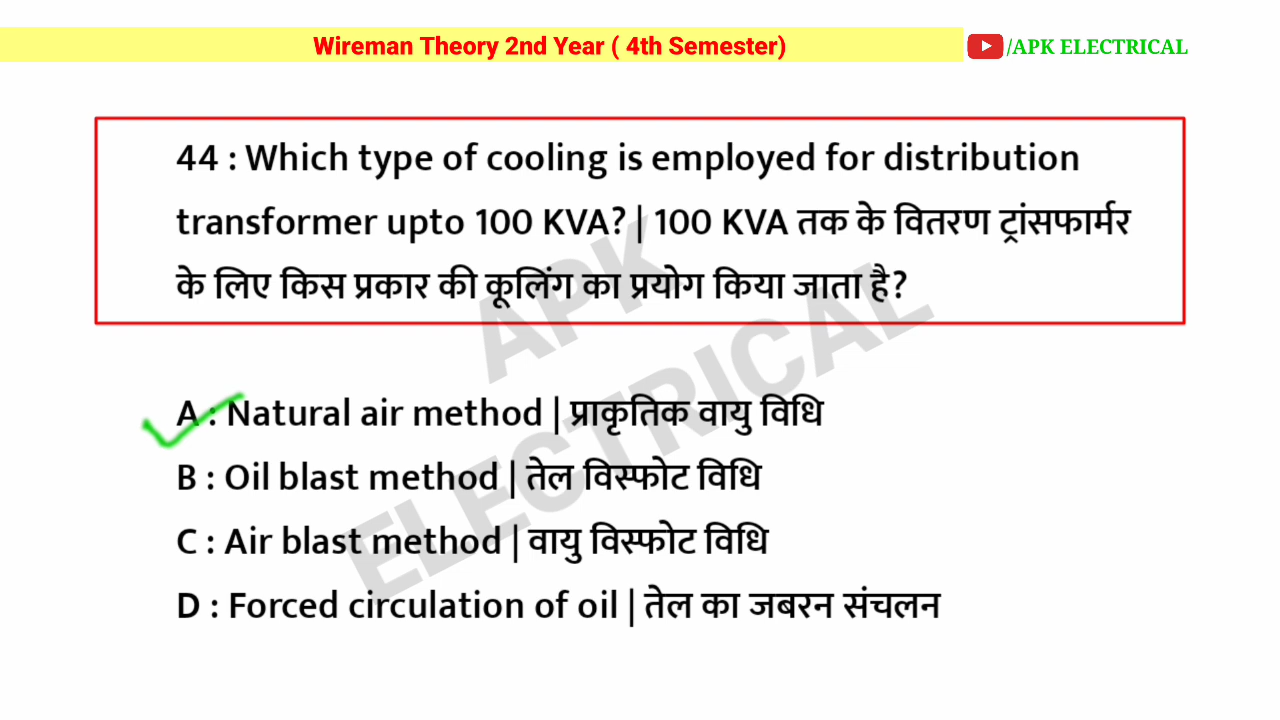 Wireman Theory 2nd Year ( 4th Semester)
/APK ELECTRICAL
44 : Which type of cooling is employed for distribution
transformer upto 100 KVA? | 100 KVA तक के वितरण ट्रांसफार्मर
के लिए किस प्रकार की कूलिंग का प्रयोग किया जाता है?
APK
ELECTRICAL
A : Natural air method | प्राकृतिक वायु विधि
B : Oil blast method | तेल विस्फोट विधि
C : Air blast method | वायु विस्फोट विधि
D : Forced circulation of oil | तेल का जबरन संचलन